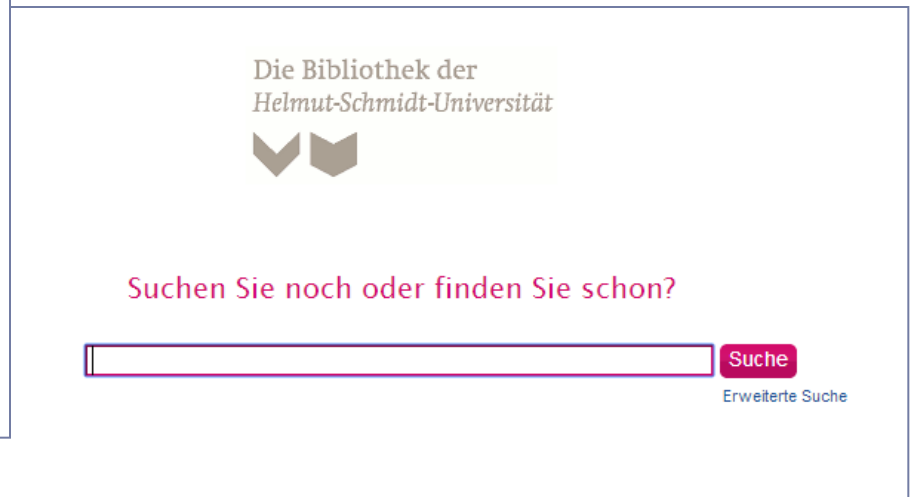 Die Bibliothek der
Helmut-Schmidt-Universität
Suchen Sie noch oder finden Sie schon?
Suche
Erweiterte Suche